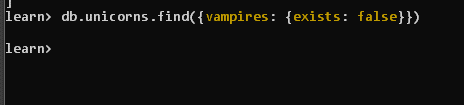 ]
learn> db.unicorns.find({vampires: {exists: false}})
learn>